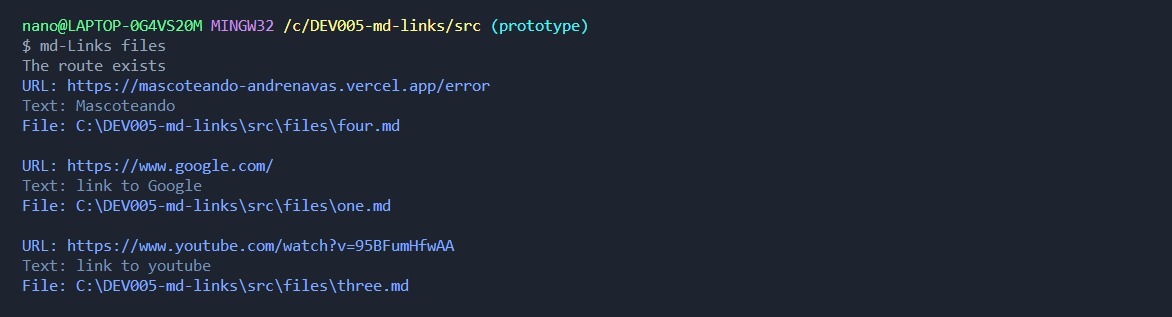 nano@LAPTOP-0G4VS20M MINGW32 /c/DEV005-md-links/src (prototype)
$ md-Links files
The route exists
URL: https://mascoteando-andrenavas.vercel.app/error
Text: Mascoteando
File: C:\DEV005-md-links\src\files\four.md
URL: https://www.google.com/
Text: link to Google
File: C:\DEV005-md-links\src\files\one.md
URL: https://www.youtube.com/watch?v=95BFumHfwAA
Text: link to youtube
File: C:\DEV005-md-links\src\files\three.md